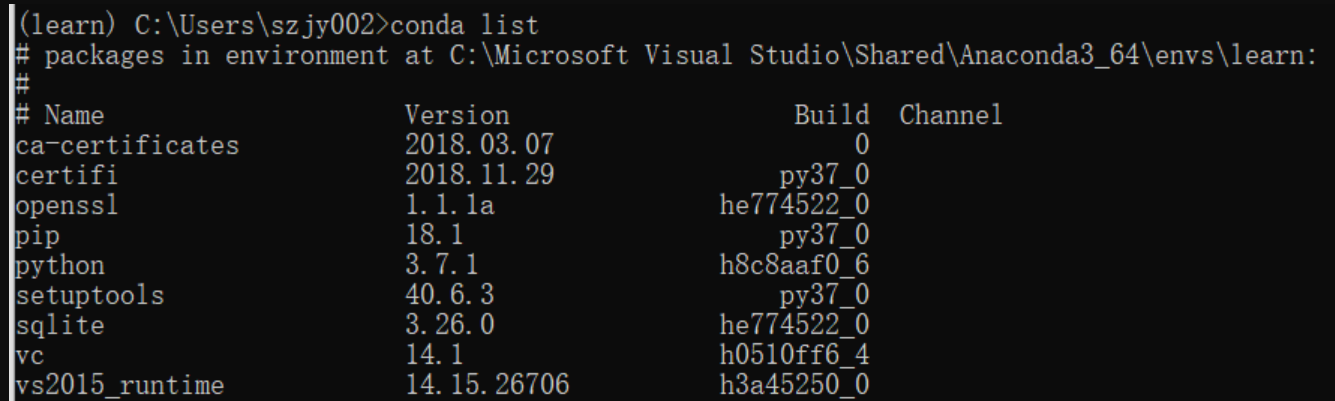 (learn) C:\Users\szjy002>conda list
# packages in environment at C:\Microsoft Visual Studio\Shared\Anaconda3_64\envs\learn:
#
# Name                    Version                   Build  Channel
ca-certificates           2018.03.07                    0
certifi                   2018.11.29               py37_0
openssl                   1.1.1a               he774522_0
pip                       18.1                     py37_0
python                    3.7.1                h8c8aaf0_6
setuptools                40.6.3                   py37_0
sqlite                    3.26.0               he774522_0
vc                        14.1                 h0510ff6_4
vs2015_runtime            14.15.26706          h3a45250_0